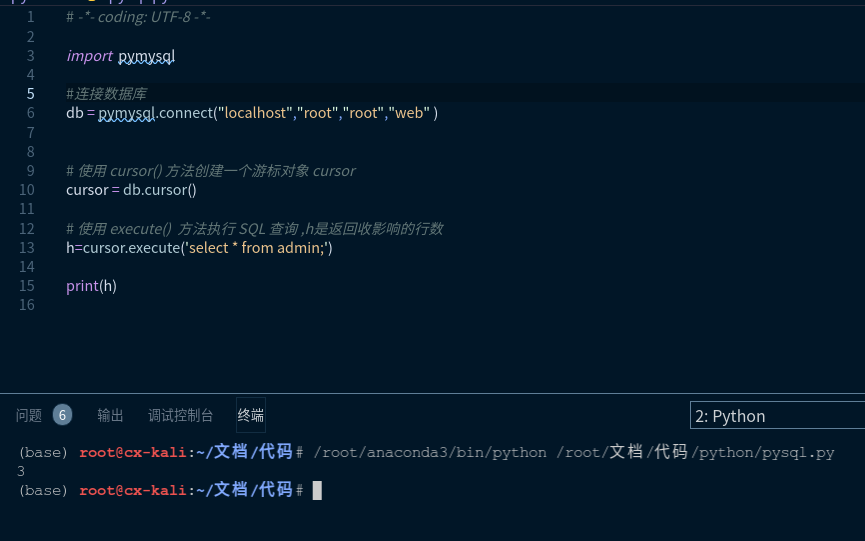 1 # -*- coding: UTF-8 -*-
2
3 import pymysql
4
5 #连接数据库
6 db = pymysql.connect("localhost","root","root","web" )
7
8
9 # 使用 cursor() 方法创建一个游标对象 cursor
10 cursor = db.cursor()
11
12 # 使用 execute()  方法执行 SQL 查询 ,h是返回收影响的行数
13 h=cursor.execute('select * from admin;')
14
15 print(h)
16
问题 6 输出 调试控制台 终端 2: Python
(base) root@cx-kali:~/文档/代码# /root/anaconda3/bin/python /root/文档/代码/python/pysql.py
3
(base) root@cx-kali:~/文档/代码#